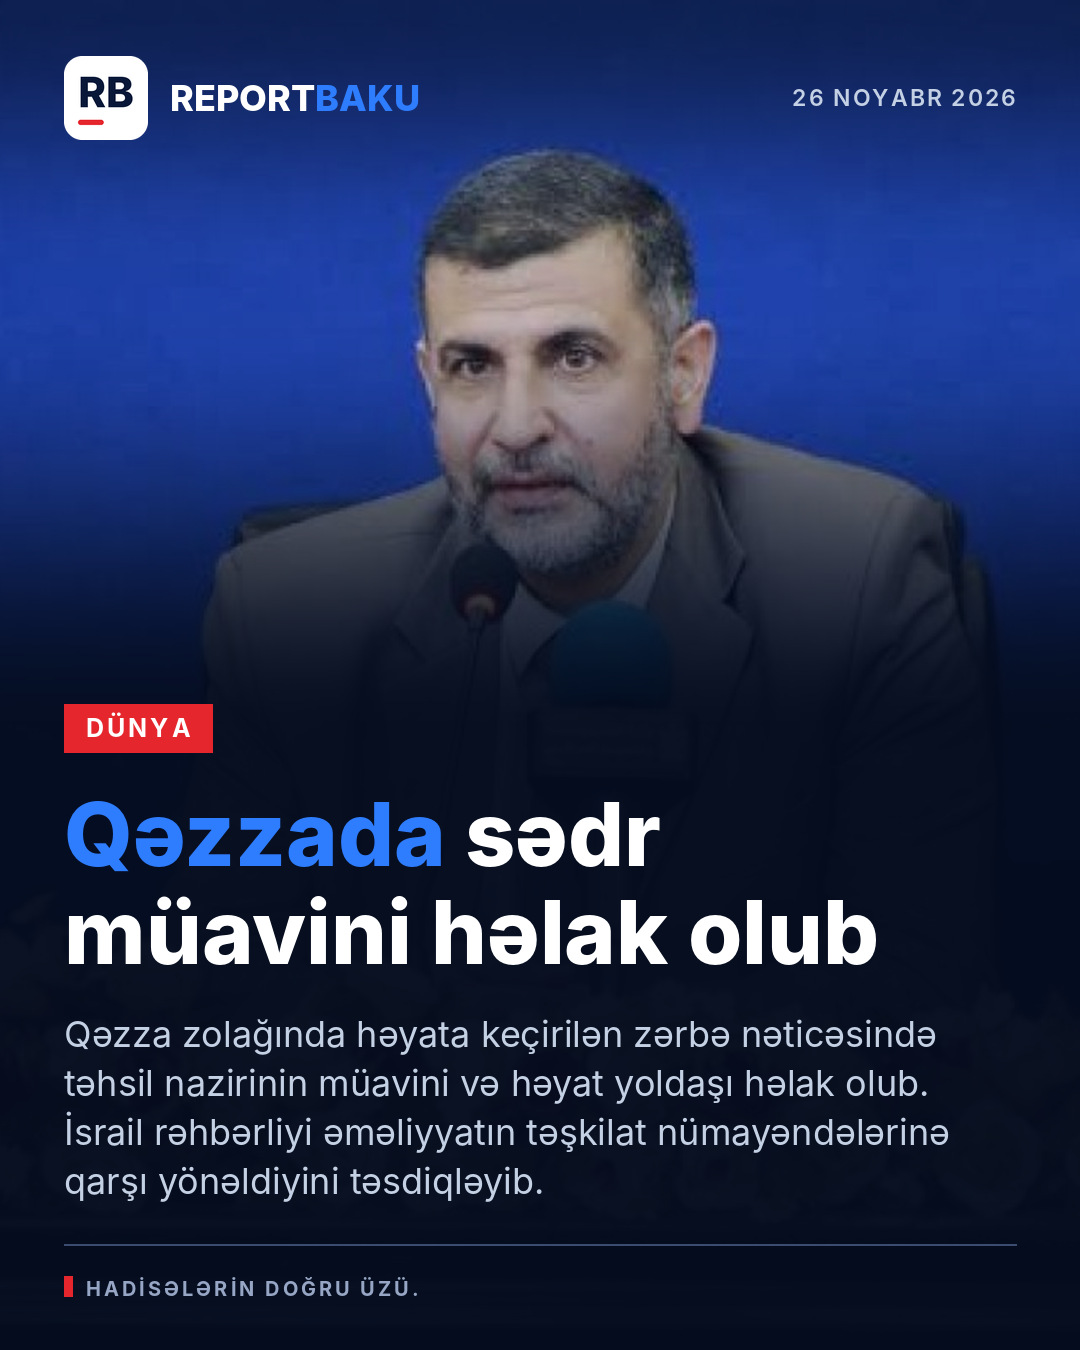 RB
REPORTBAKU
26 NOYABR 2026
DÜNYA
Qəzzada sədr
müavini həlak olub
Qəzza zolağında həyata keçirilən zərbə nəticəsində
təhsil nazirinin müavini və həyat yoldaşı həlak olub.
İsrail rəhbərliyi əməliyyatın təşkilat nümayəndələrinə
qarşı yönəldiyini təsdiqləyib.
HADİSƏLƏRİN DOĞRU ÜZÜ.